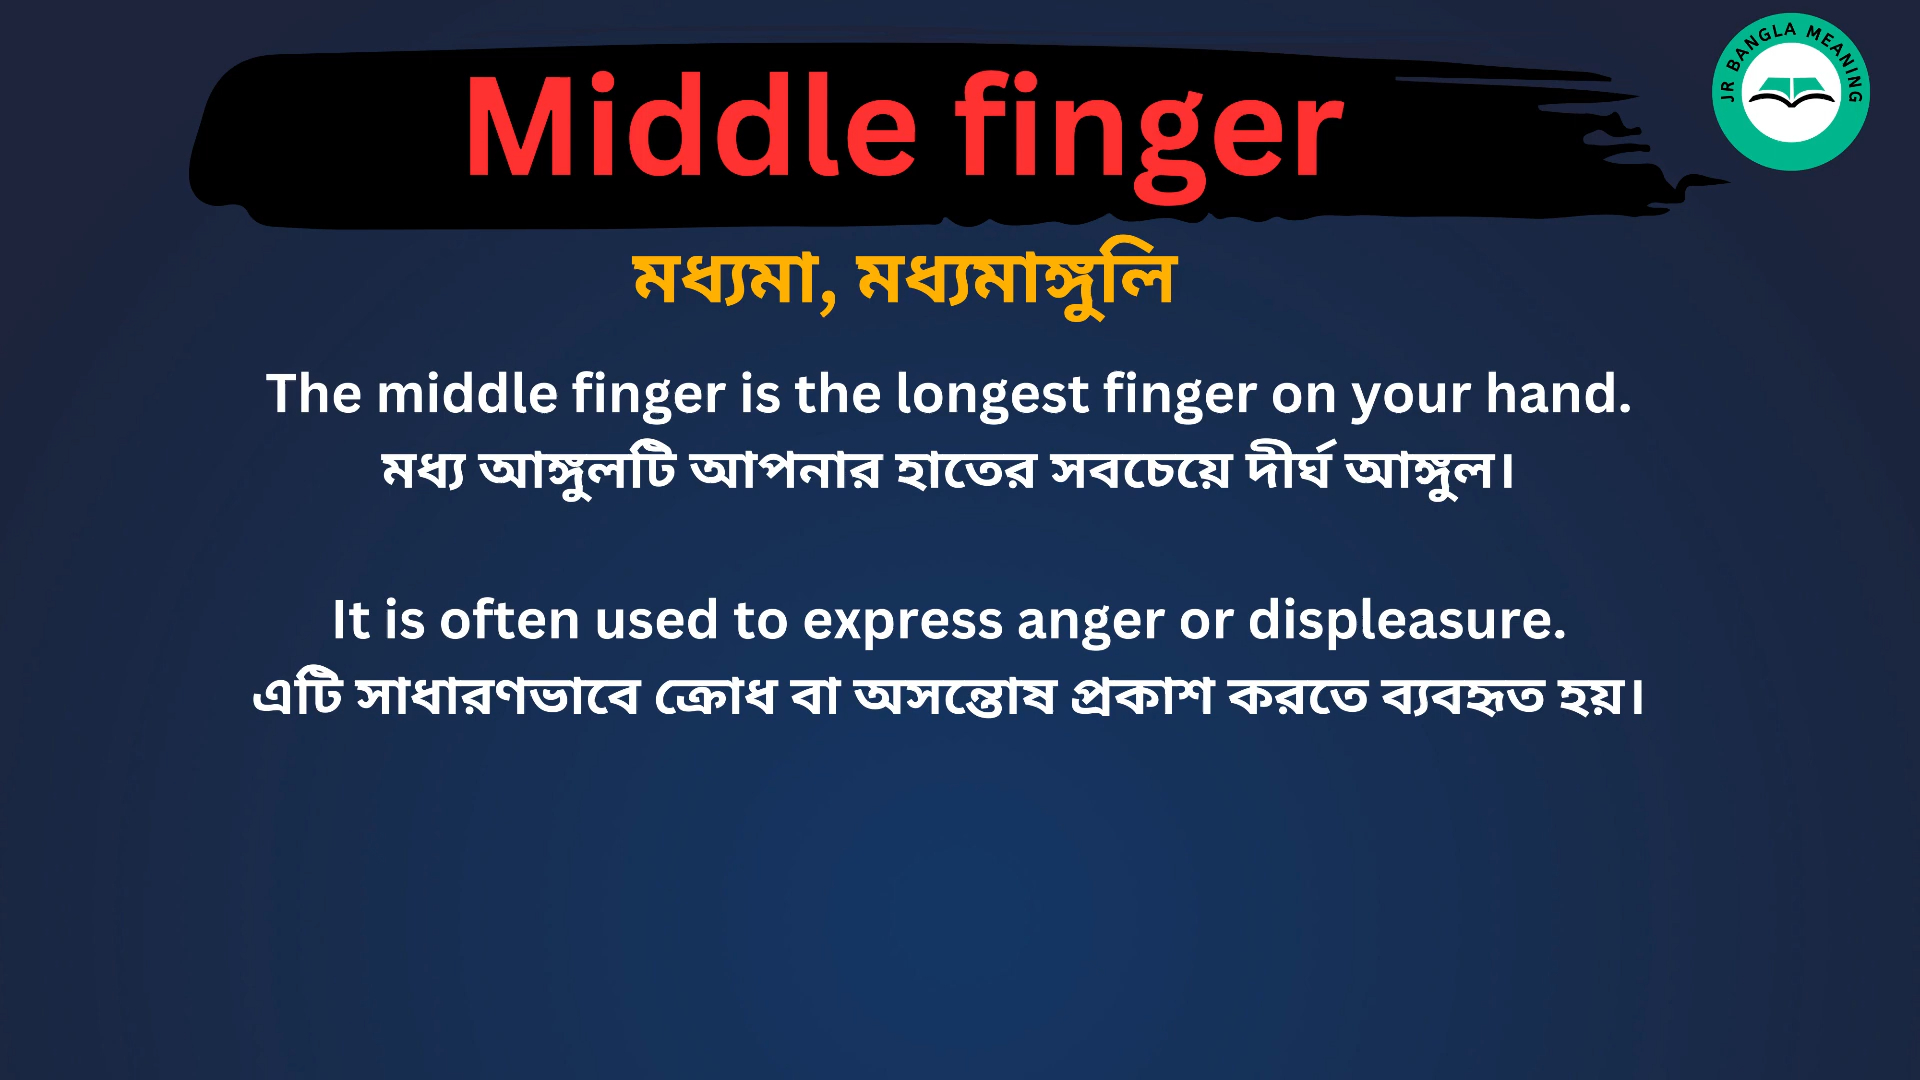 Middle finger
JR BANGLA MEANING
মধ্যমা, মধ্যমাঙ্গুলি
The middle finger is the longest finger on your hand.
মধ্য আঙ্গুলটি আপনার হাতের সবচেয়ে দীর্ঘ আঙ্গুল।
It is often used to express anger or displeasure.
এটি সাধারণভাবে ক্রোধ বা অসন্তোষ প্রকাশ করতে ব্যবহৃত হয়।